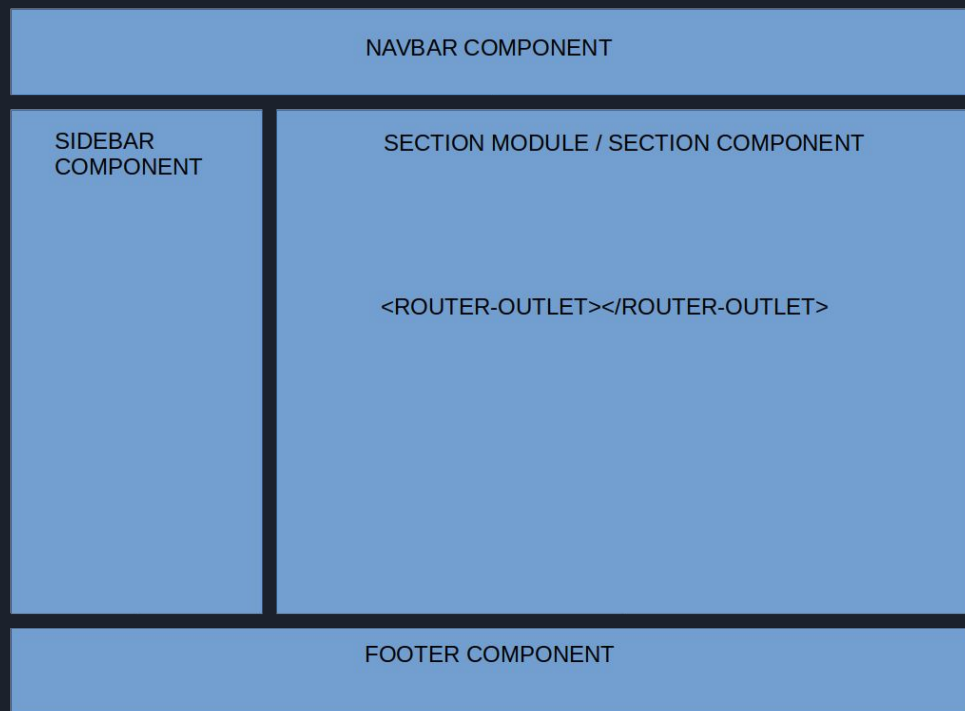 NAVBAR COMPONENT
SIDEBAR
COMPONENT
SECTION MODULE / SECTION COMPONENT
<ROUTER-OUTLET></ROUTER-OUTLET>
FOOTER COMPONENT